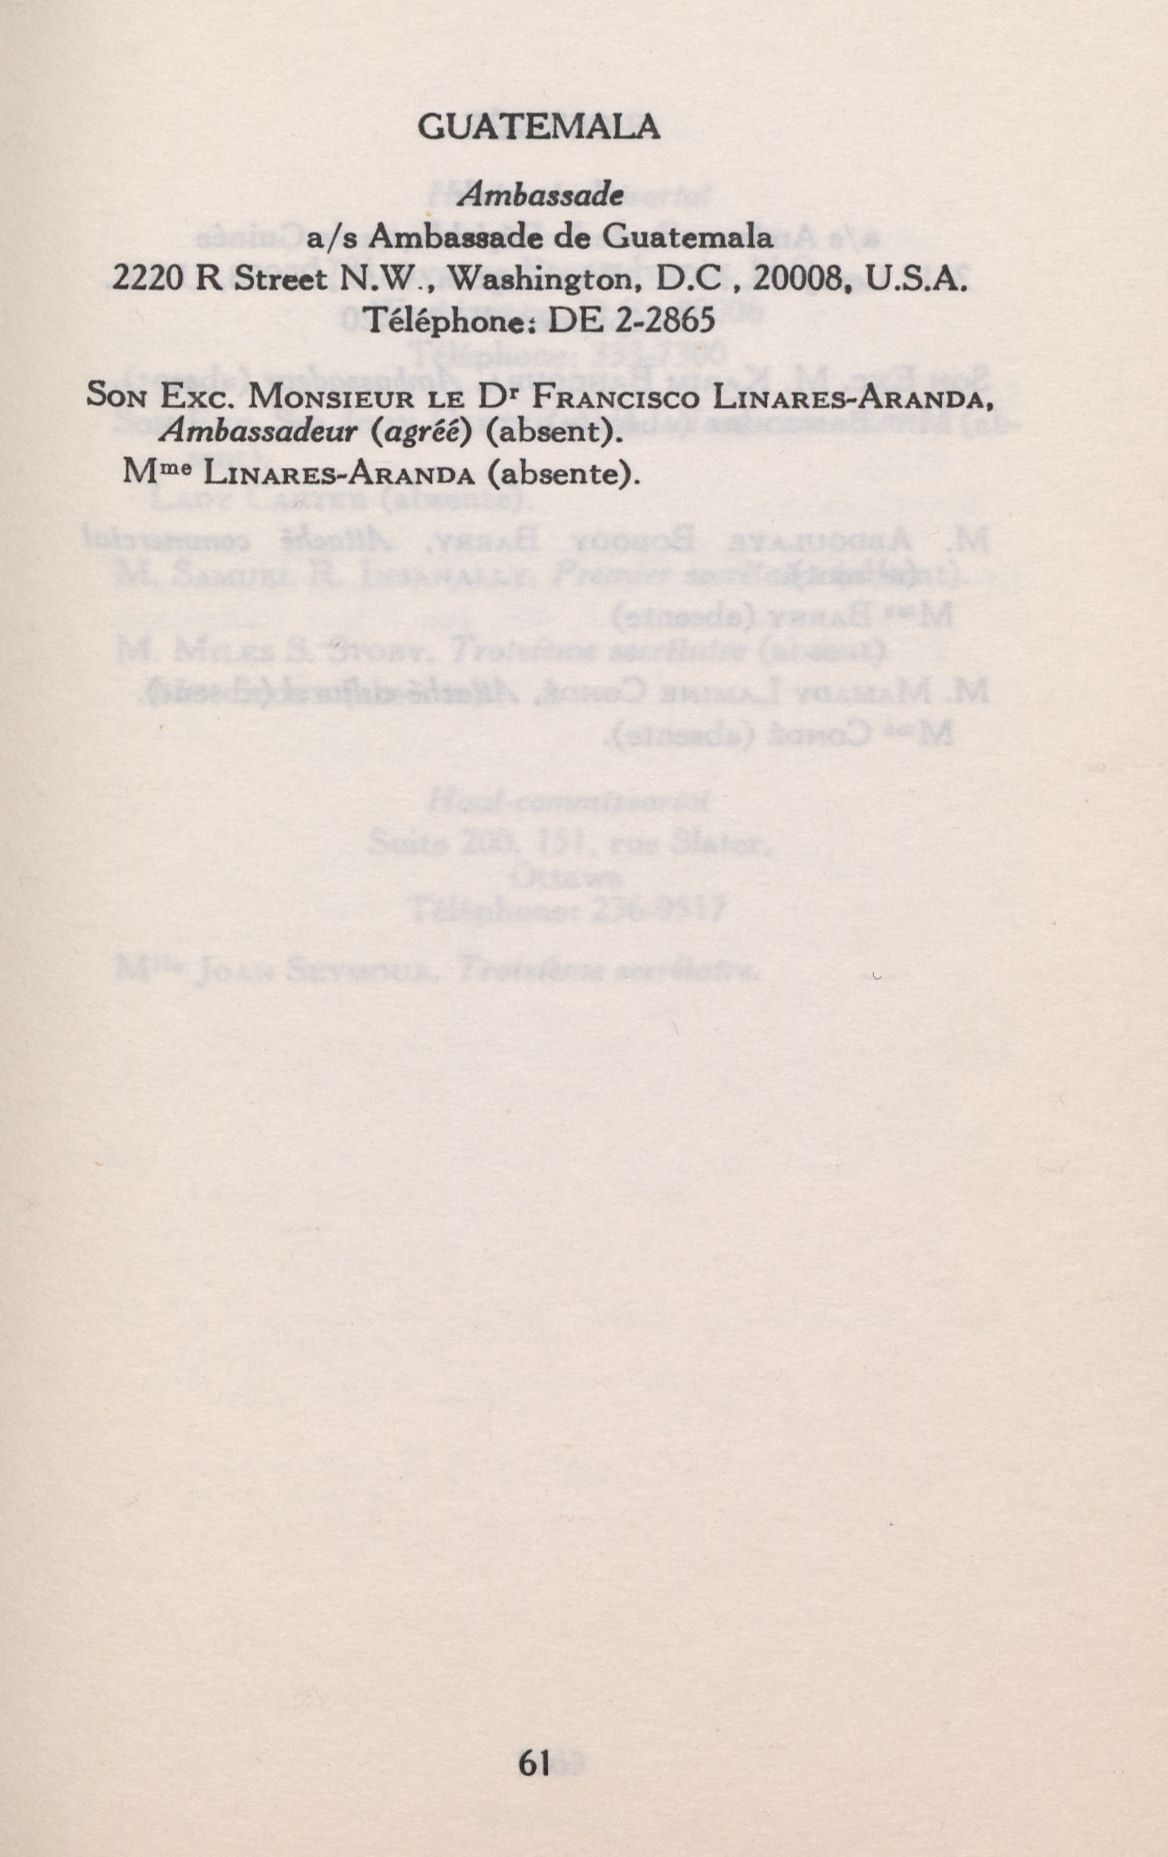 GUATEMALA
Ambassade
a/s Ambassade de Guatemala
2220 R Street N.W., Washington, D.C , 20008, U.S.A.
Téléphone: DE 2-2865
SON EXC. MONSIEUR LE Dr FRANCISCO LINARES-ARANDA,
Ambassadeur (agréé) (absent).
Mme LINARES-ARANDA (absente).
61